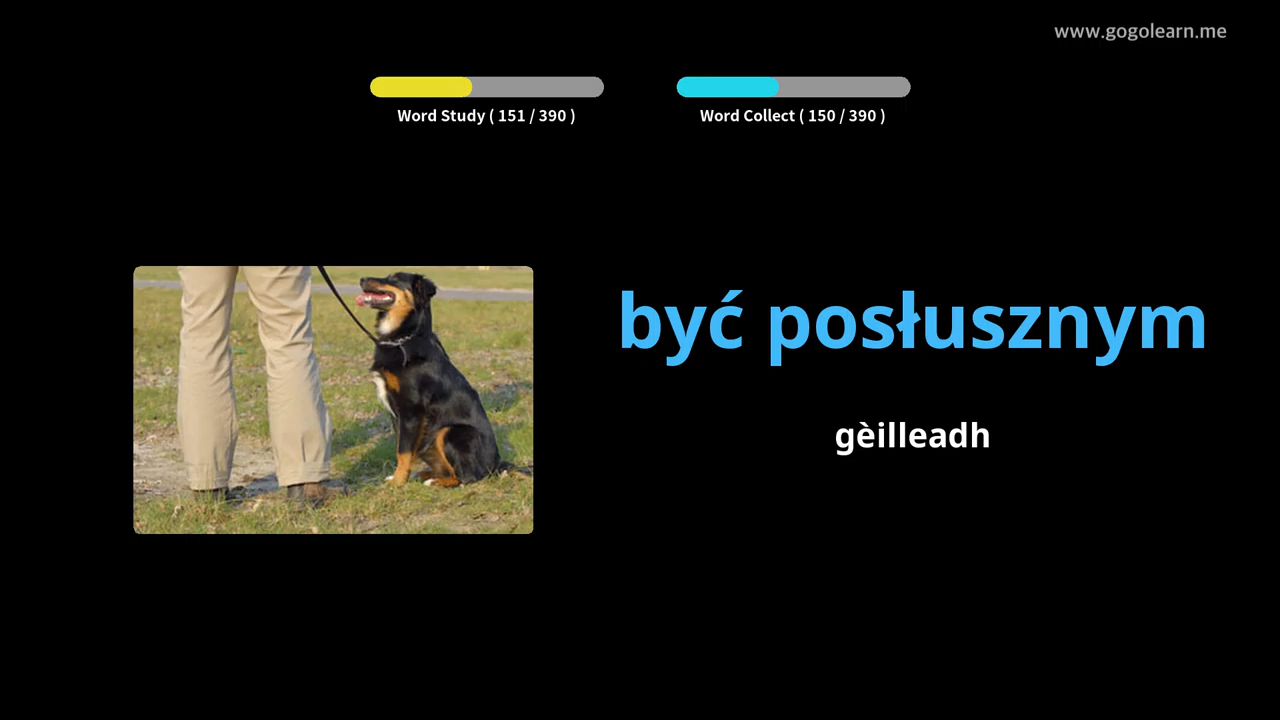 www.gogolearn.me
Word Study ( 151 / 390 )
Word Collect ( 150 / 390 )
być posłusznym
gèilleadh